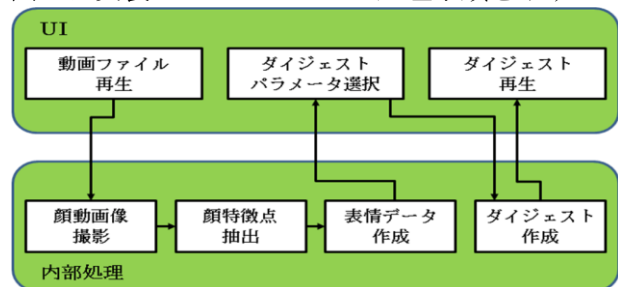 UI
動画ファイル
再生
ダイジェスト
パラメータ選択
ダイジェスト
再生
顔動画像
撮影
顔特徴点
抽出
表情データ
作成
ダイジェスト
作成
内部処理